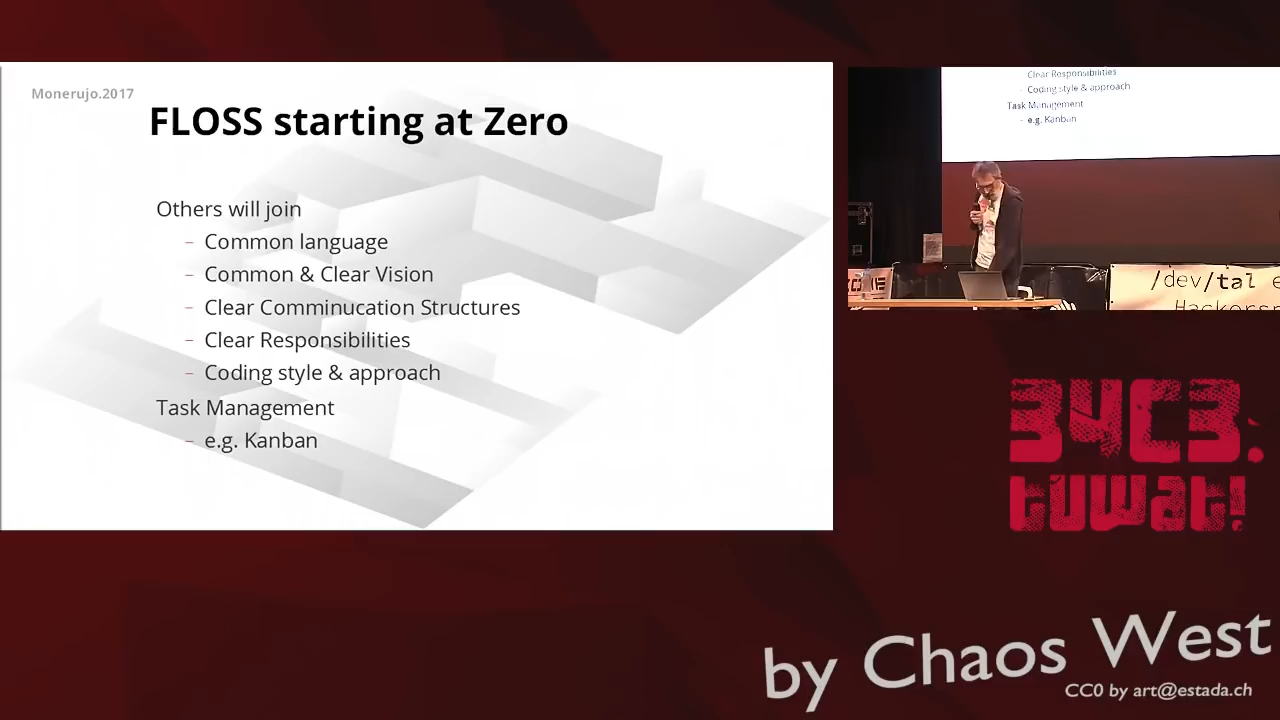 Monerujo.2017
FLOSS starting at Zero
Others will join
– Common language
– Common & Clear Vision
– Clear Comminucation Structures
– Clear Responsibilities
– Coding style & approach
Task Management
– e.g. Kanban
Clear Responsibilities
- Coding style & approach
Task Management
- e.g. Kanban
/dev/tal e
Hackersp
34C3:
tuwat!
by Chaos West
CC0 by art@estada.ch